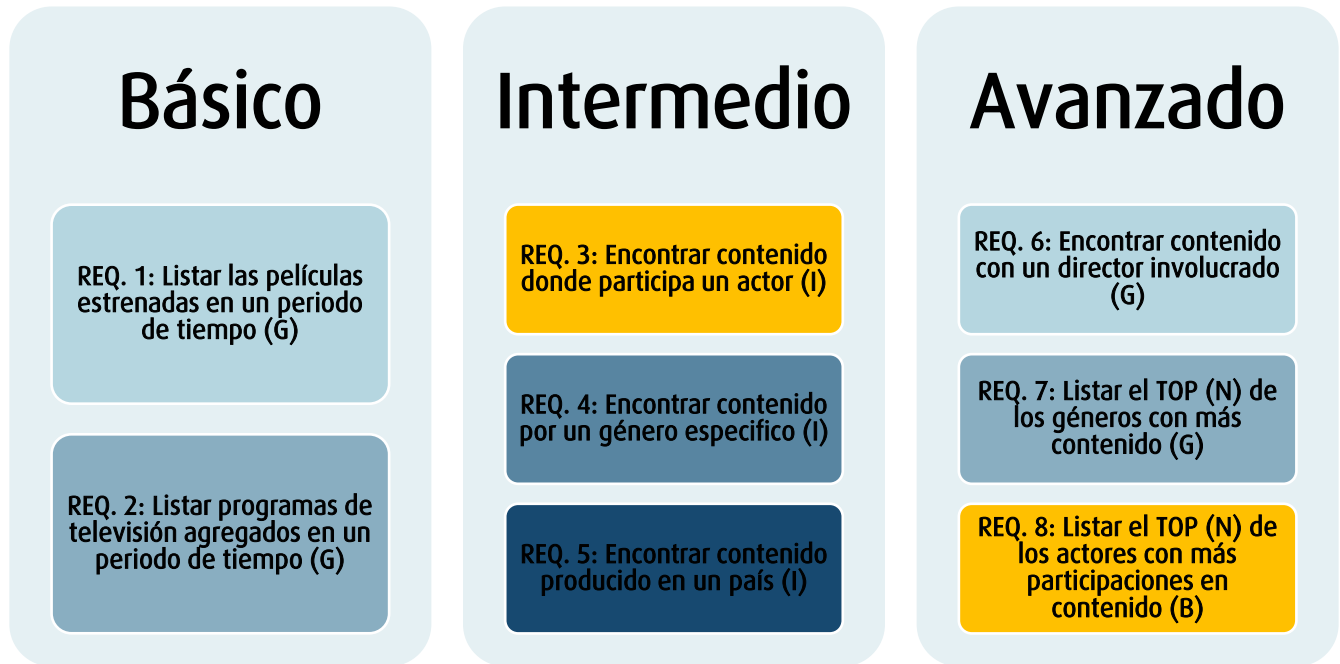 Básico
REQ. 1: Listar las películas
estrenadas en un periodo
de tiempo (G)
REQ. 2: Listar programas de
televisión agregados en un
periodo de tiempo (G)
Intermedio
REQ. 3: Encontrar contenido
donde participa un actor (I)
REQ. 4: Encontrar contenido
por un género especifico (I)
REQ. 5: Encontrar contenido
producido en un país (I)
Avanzado
REQ. 6: Encontrar contenido
con un director involucrado
(G)
REQ. 7: Listar el TOP (N) de
los géneros con más
contenido (G)
REQ. 8: Listar el TOP (N) de
los actores con más
participaciones en
contenido (B)